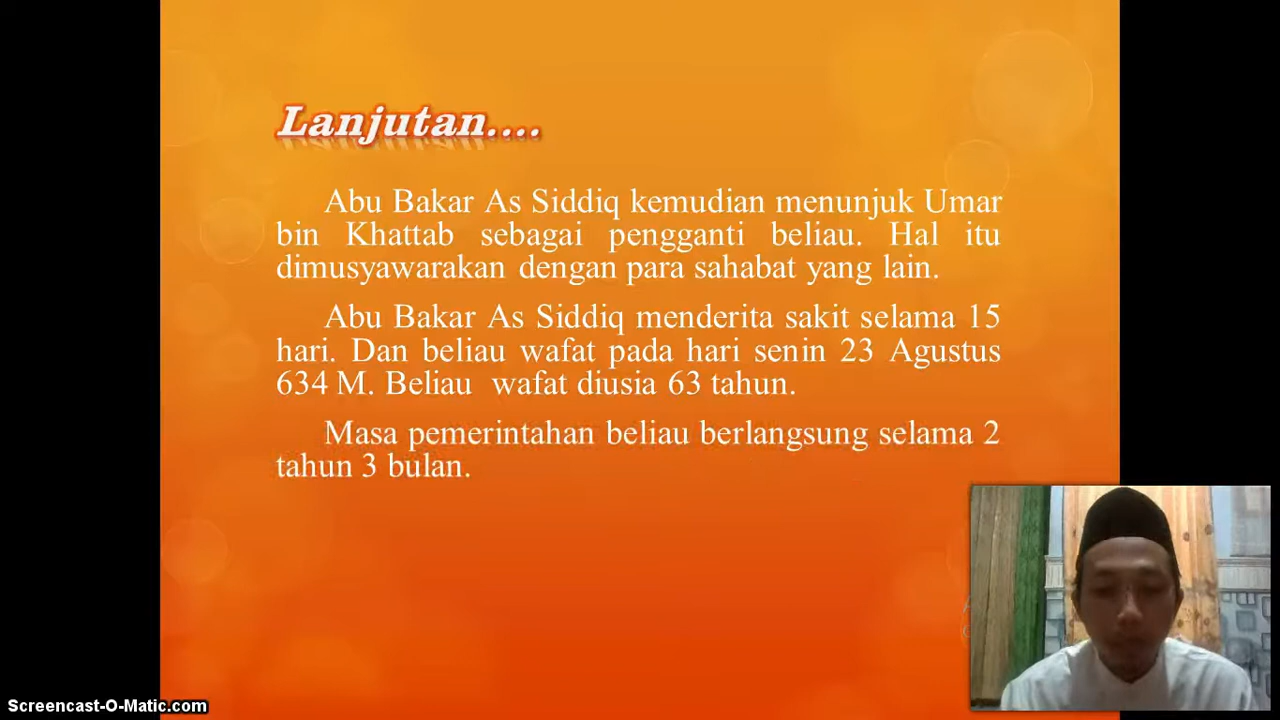 Lanjutan....
Abu Bakar As Siddiq kemudian menunjuk Umar
bin Khattab sebagai pengganti beliau. Hal itu
dimusyawarakan dengan para sahabat yang lain.
Abu Bakar As Siddiq menderita sakit selama 15
hari. Dan beliau wafat pada hari senin 23 Agustus
634 M. Beliau wafat diusia 63 tahun.
Masa pemerintahan beliau berlangsung selama 2
tahun 3 bulan.
Screencast-O-Matic.com